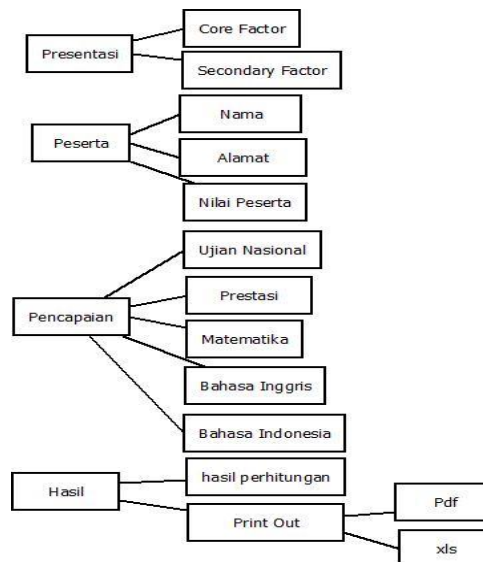 Presentasi
Core Factor
Secondary Factor
Peserta
Nama
Alamat
Nilai Peserta
Pencapaian
Ujian Nasional
Prestasi
Matematika
Bahasa Inggris
Bahasa Indonesia
Hasil
hasil perhitungan
Print Out
Pdf
xls